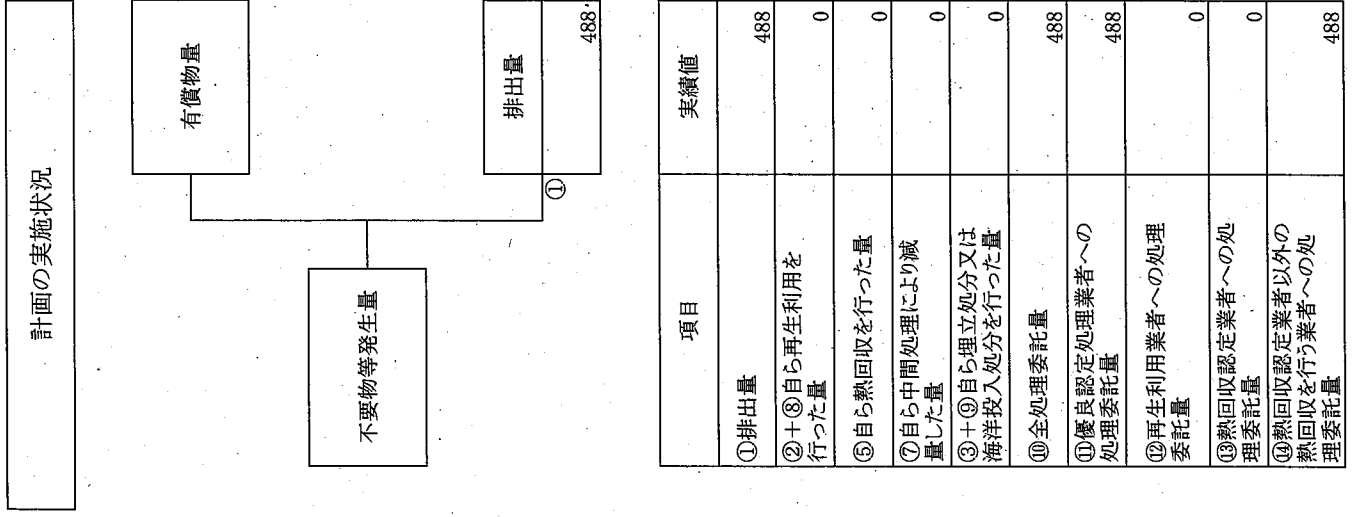 計画の実施状況
有償物量
不要物等発生量
排出量
①
488
項目
実績値
①排出量
488
②+⑧自ら再生利用を
行った量
0
⑤自ら熱回収を行った量
0
⑦自ら中間処理により減
量した量
0
③+⑨自ら埋立処分又は
海洋投入処分を行った量
0
⑩全処理委託量
488
⑪優良認定処理業者への
処理委託量
488
⑫再生利用業者への処理
委託量
0
⑬熱回収認定業者への処
理委託量
0
⑭熱回収認定業者以外の
熱回収を行う業者への処
理委託量
488